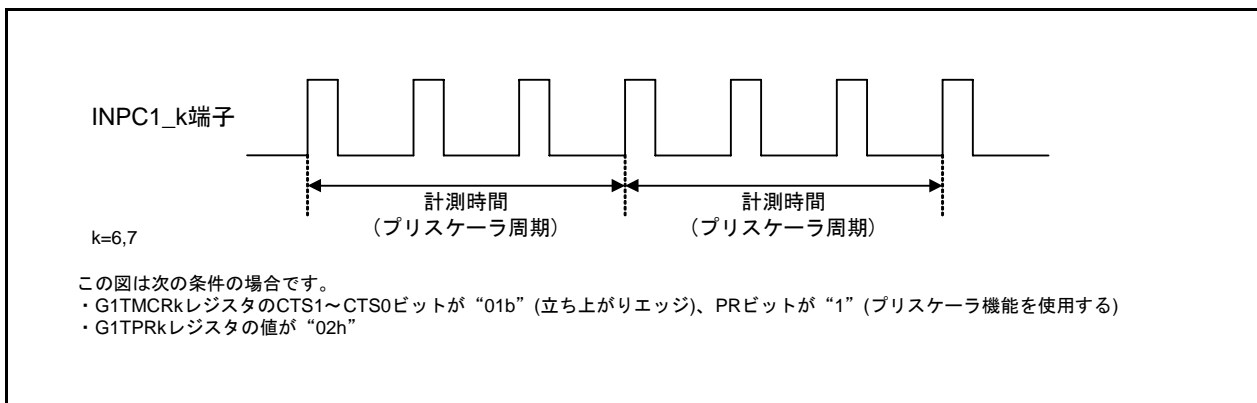 INPC1_k端子
計測時間
(プリスケーラ周期)
計測時間
(プリスケーラ周期)
k=6,7
この図は次の条件の場合です。
・G1TMCRkレジスタのCTS1～CTS0ビットが“01b”(立ち上がりエッジ)、PRビットが“1”(プリスケーラ機能を使用する)
・G1TPRkレジスタの値が“02h”